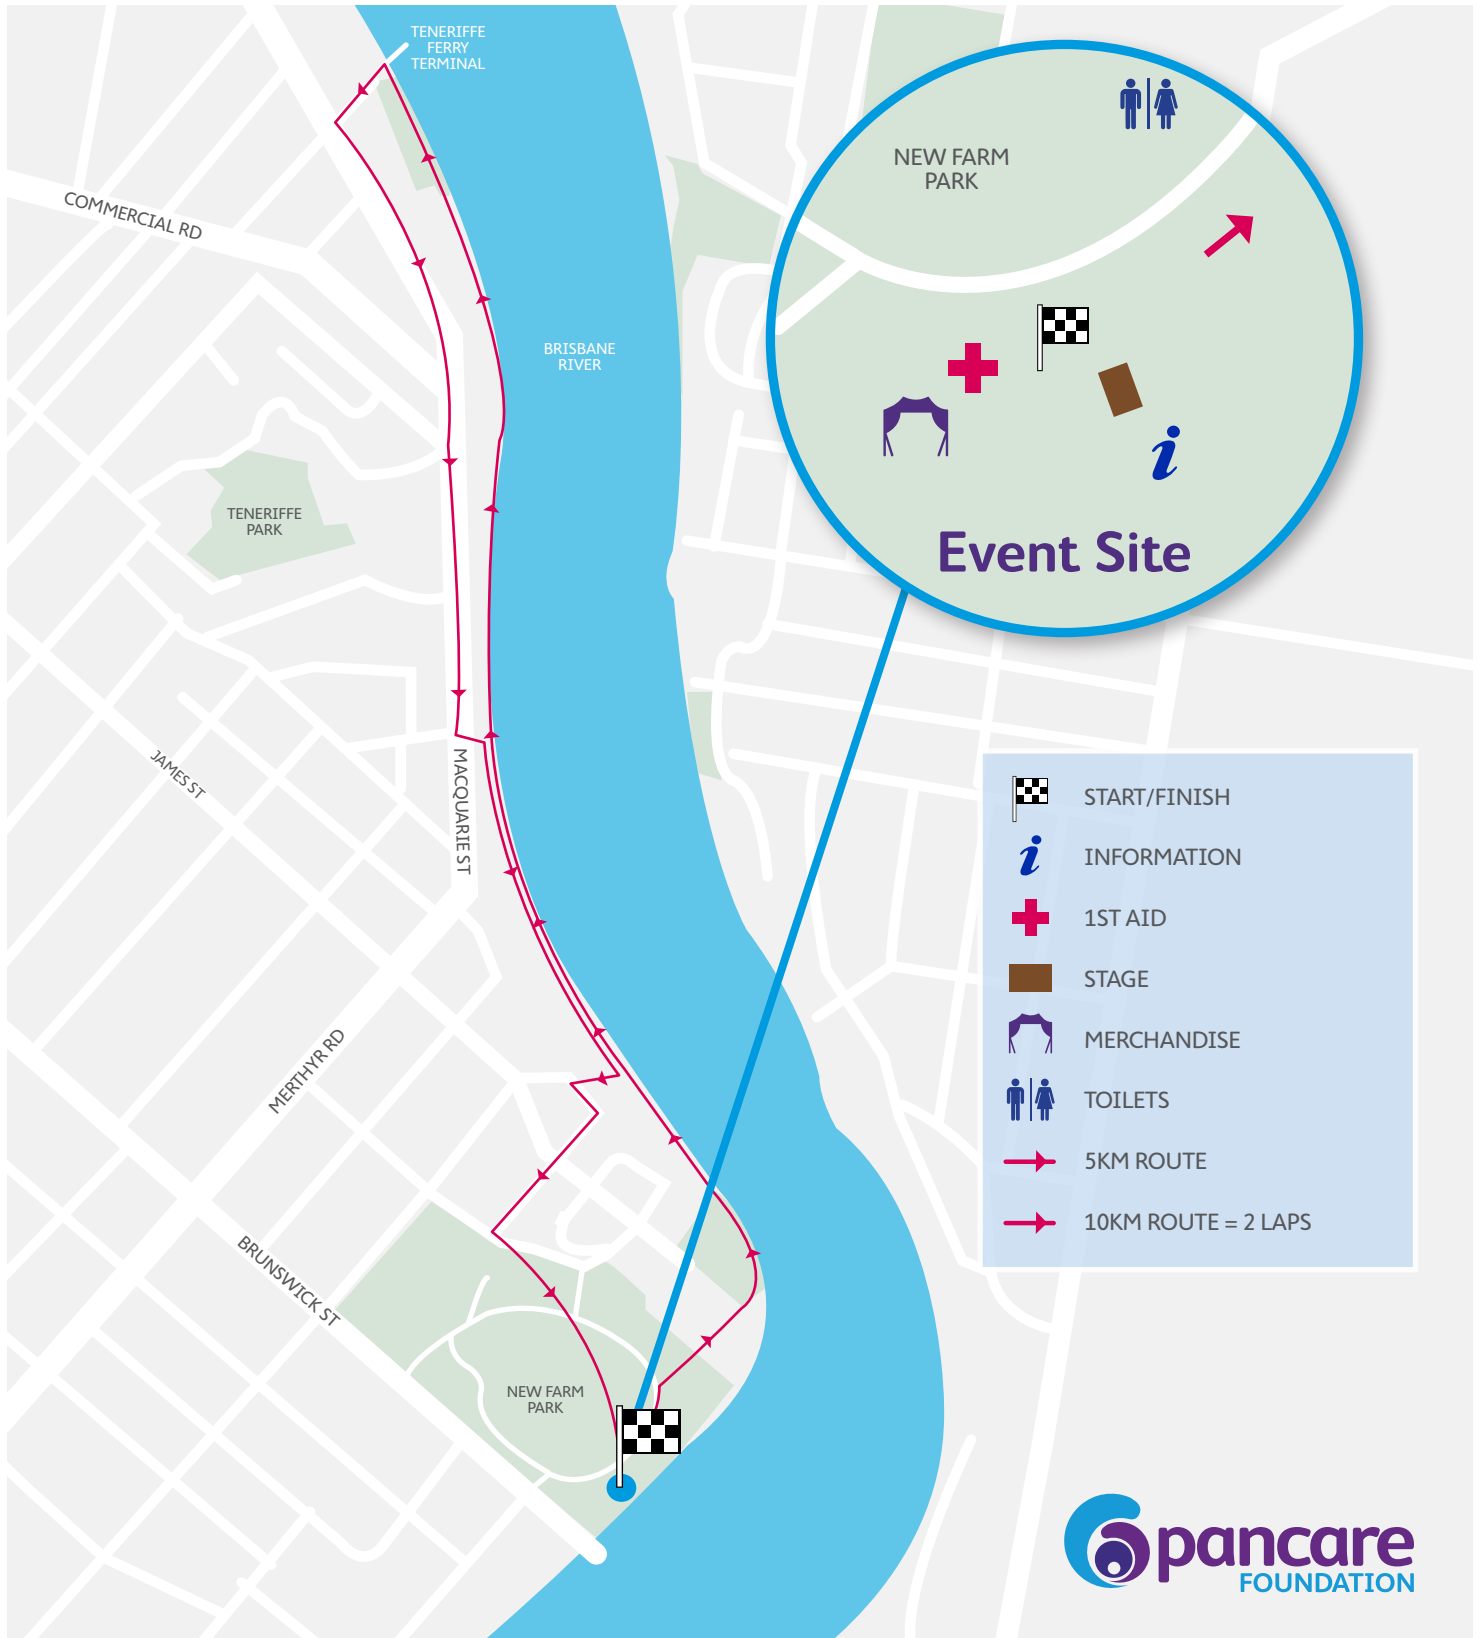 TENERIFFE
FERRY
TERMINAL
COMMERCIAL RD
NEW FARM
PARK
BRISBANE
RIVER
TENERIFFE
PARK
i
Event Site
JAMES ST
MACQUARIE ST
START/FINISH
i
INFORMATION
1ST AID
STAGE
MERCHANDISE
TOILETS
5KM ROUTE
10KM ROUTE = 2 LAPS
MERTHYR RD
BRUNSWICK ST
NEW FARM
PARK
pancare
FOUNDATION